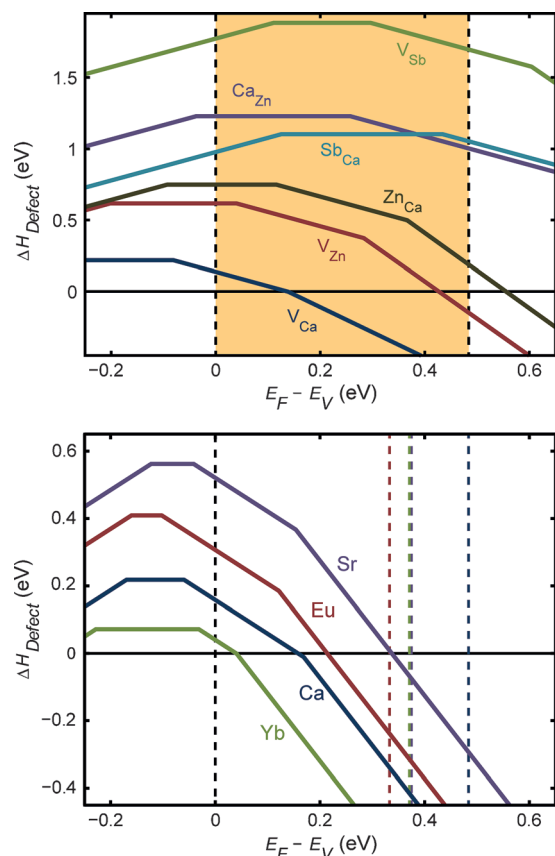 1.5
1
0.5
0
ΔH_Defect (eV)
V_Sb
Ca_Zn
Sb_Ca
Zn_Ca
V_Zn
V_Ca
−0.2 0 0.2 0.4 0.6
E_F − E_V (eV)
0.6
0.4
0.2
0
−0.2
−0.4
ΔH_Defect (eV)
Sr
Eu
Ca
Yb
−0.2 0 0.2 0.4 0.6
E_F − E_V (eV)